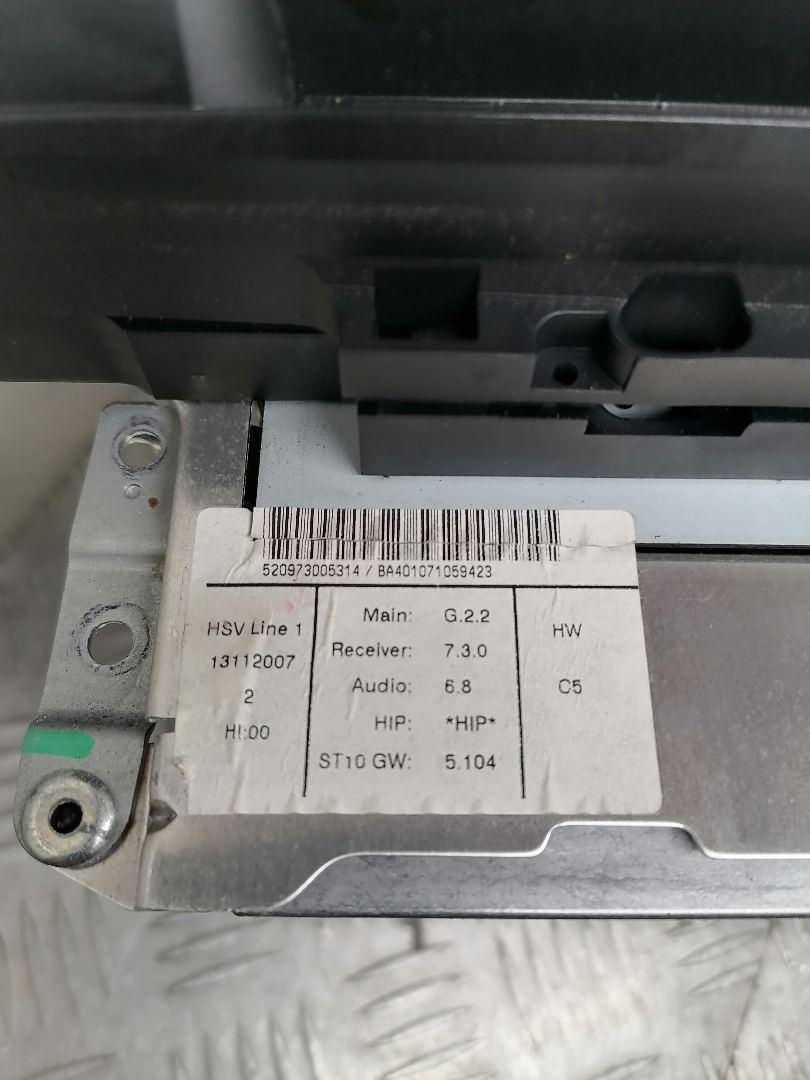 520973005314 / BA401071059423
HSV Line 1
13112007
2
HI:00
Main: G.2.2
Receiver: 7.3.0
Audio: 6.8
HIP: *HIP*
ST10 GW: 5.104
HW
C5